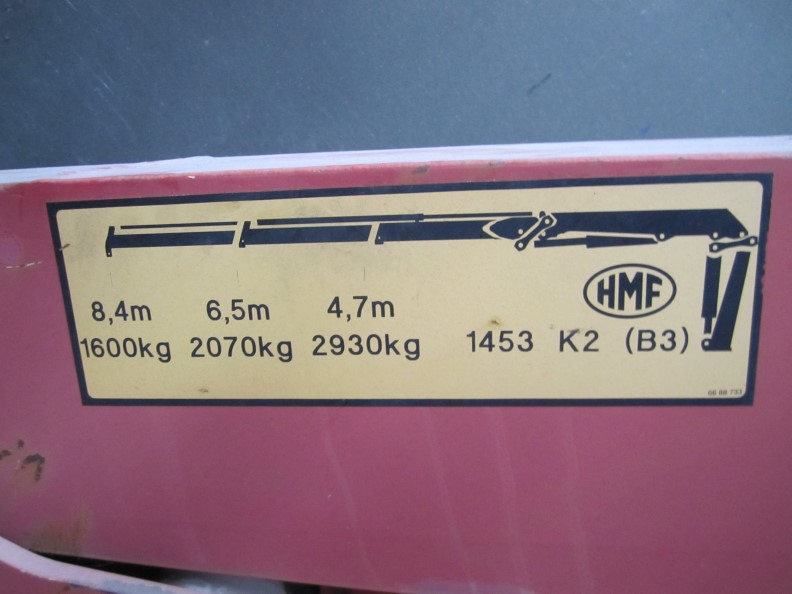 8,4m 6,5m 4,7m
HMF
1600kg 2070kg 2930kg 1453 K2 (B3)